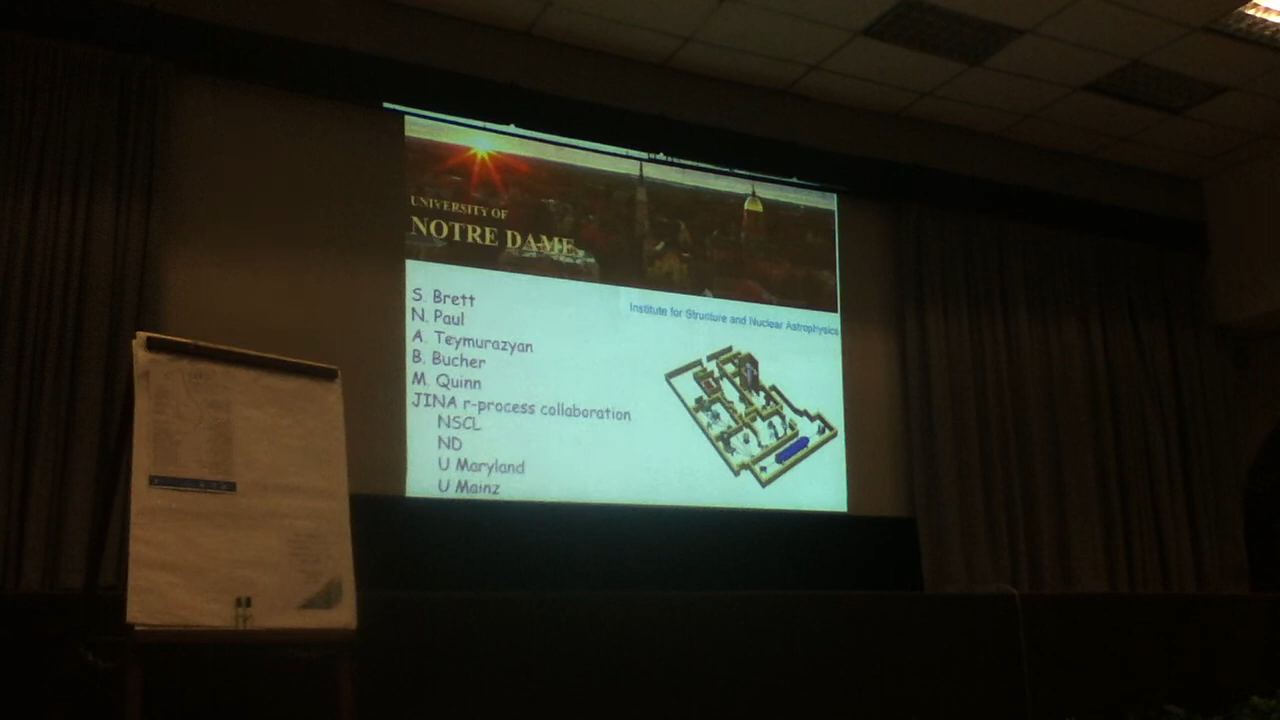 UNIVERSITY OF
NOTRE DAME
Institute for Structure and Nuclear Astrophysics
S. Brett
N. Paul
A. Teymurazyan
B. Bucher
M. Quinn
JINA r-process collaboration
NSCL
ND
U Maryland
U Mainz